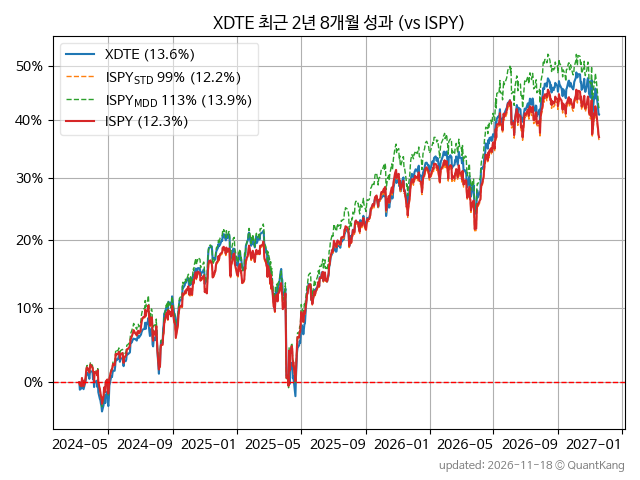 XDTE 최근 2년 8개월 성과 (vs ISPY)
XDTE (13.6%)
ISPY_STD 99% (12.2%)
ISPY_MDD 113% (13.9%)
ISPY (12.3%)
50%
40%
30%
20%
10%
0%
2024-05 2024-09 2025-01 2025-05 2025-09 2026-01 2026-05 2026-09 2027-01
updated: 2026-11-18 © QuantKang